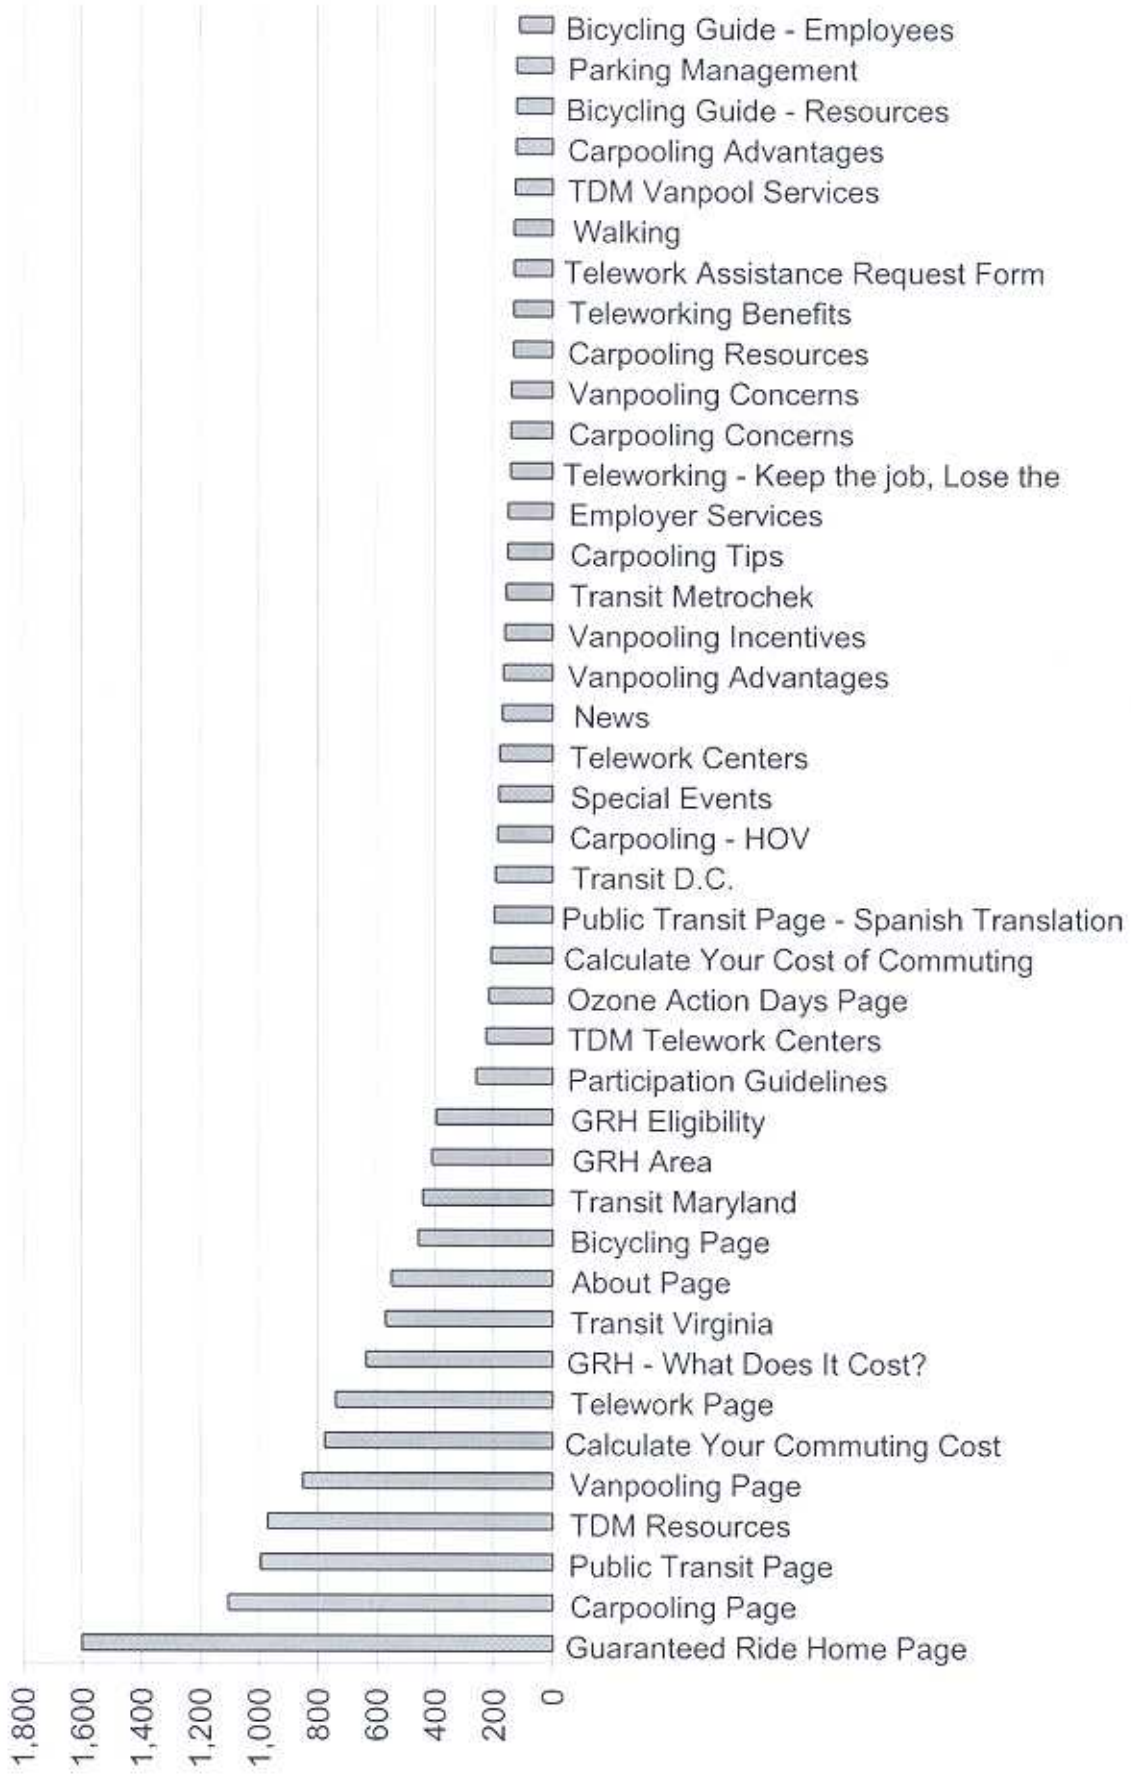 Bicycling Guide - Employees
Parking Management
Bicycling Guide - Resources
Carpooling Advantages
TDM Vanpool Services
Walking
Telework Assistance Request Form
Teleworking Benefits
Carpooling Resources
Vanpooling Concerns
Carpooling Concerns
Teleworking - Keep the job, Lose the
Employer Services
Carpooling Tips
Transit Metrochek
Vanpooling Incentives
Vanpooling Advantages
News
Telework Centers
Special Events
Carpooling - HOV
Transit D.C.
Public Transit Page - Spanish Translation
Calculate Your Cost of Commuting
Ozone Action Days Page
TDM Telework Centers
Participation Guidelines
GRH Eligibility
GRH Area
Transit Maryland
Bicycling Page
About Page
Transit Virginia
GRH - What Does It Cost?
Telework Page
Calculate Your Commuting Cost
Vanpooling Page
TDM Resources
Public Transit Page
Carpooling Page
Guaranteed Ride Home Page
1,800
1,600
1,400
1,200
1,000
800
600
400
200
0